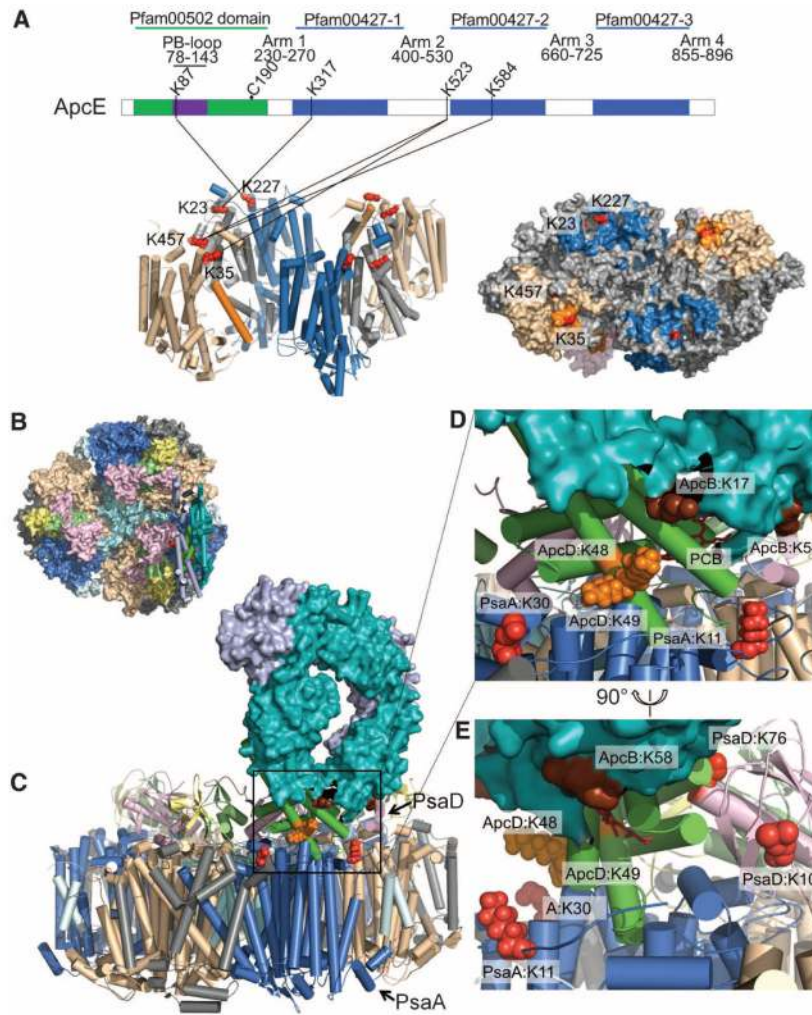 A
Pfam00502 domain
Pfam00427-1
Pfam00427-2
Pfam00427-3
PB-loop
78-143
Arm 1
230-270
Arm 2
400-530
Arm 3
660-725
Arm 4
855-896
K87
C190
K317
K523
K584
ApcE
K227
K23
K457
K35
K227
K23
K457
K35
B
D
ApcB:K17
ApcD:K48
PCB
ApcB:K5
PsaA:K30
ApcD:K49
PsaA:K11
90°
C
PsaD
PsaA
E
ApcB:K58
PsaD:K76
ApcD:K48
ApcD:K49
PsaD:K10
A:K30
PsaA:K11